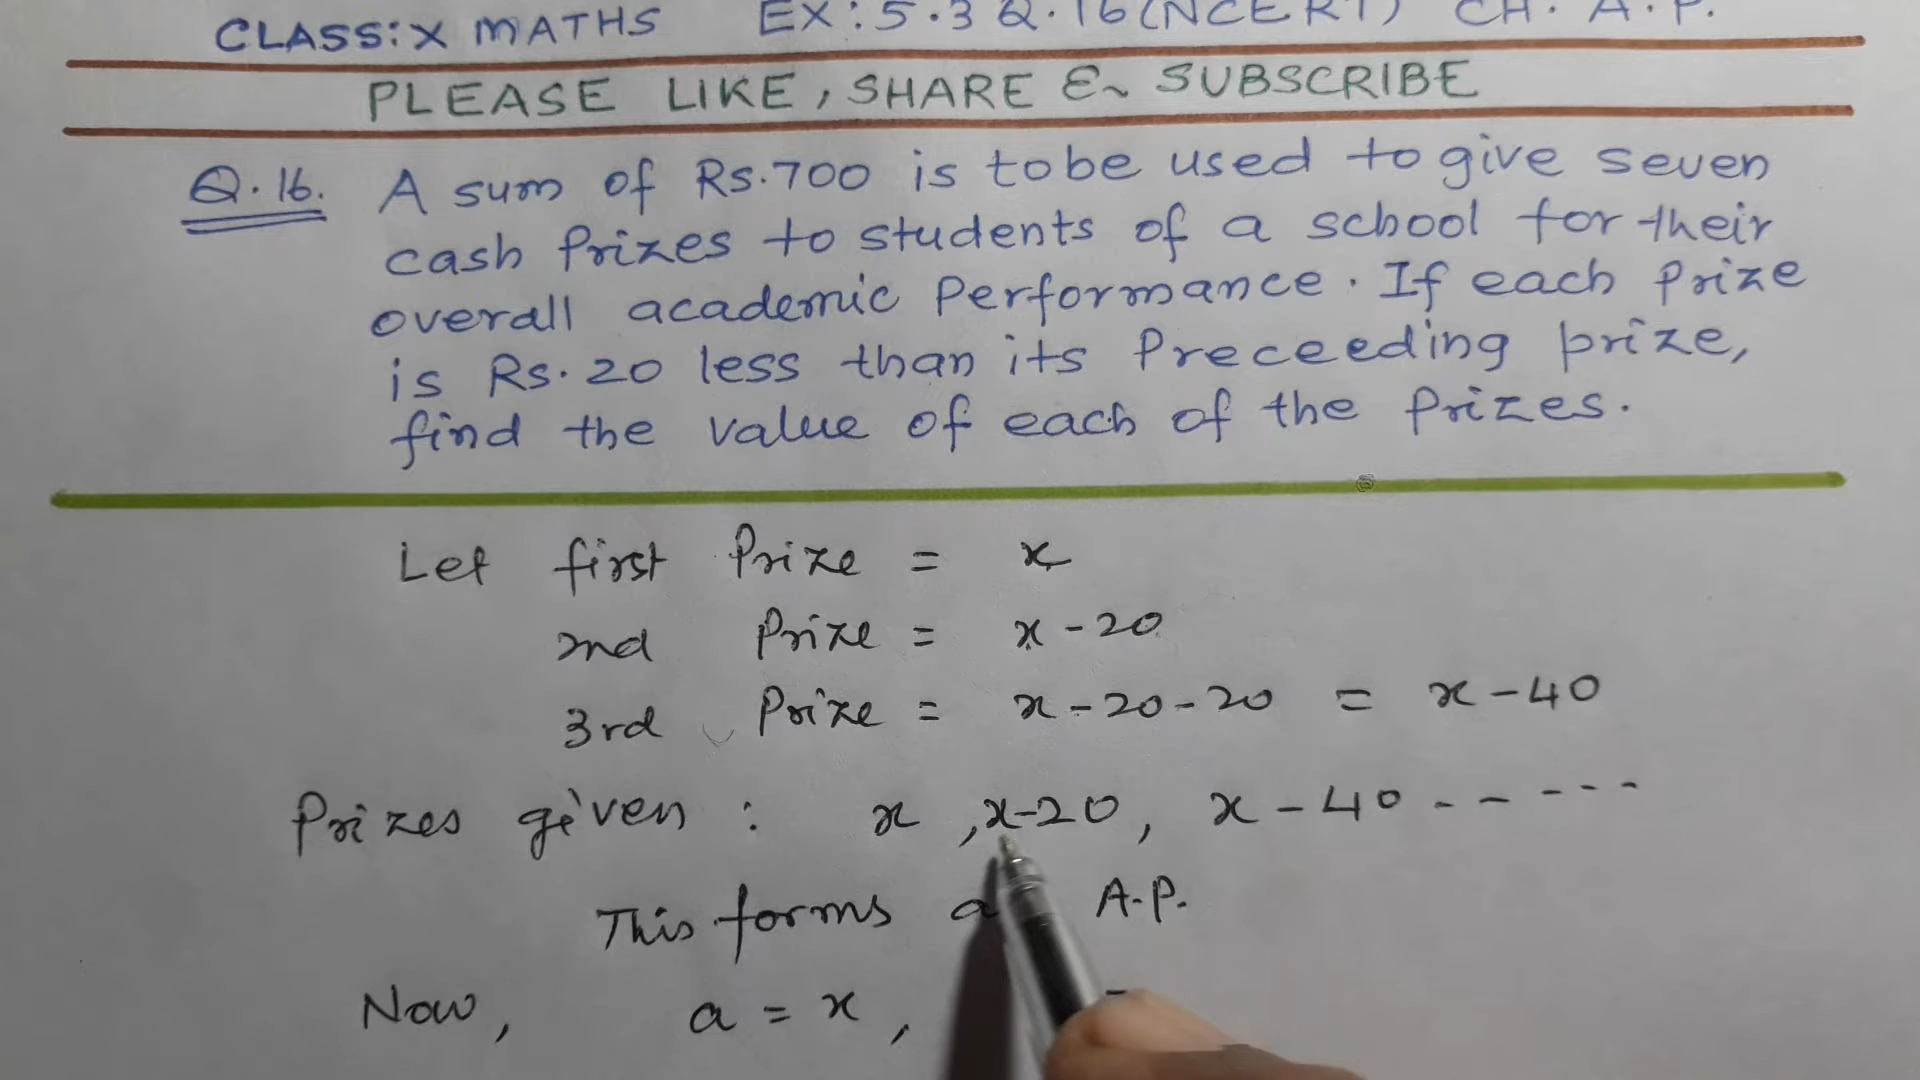 CLASS: X MATHS EX: 5.3 Q.16 (NCERT) CH. A.P.
PLEASE LIKE, SHARE & SUBSCRIBE
Q.16. A sum of Rs.700 is tobe used to give seven
cash Prizes to students of a school for their
overall academic Performance. If each Prize
is Rs.20 less than its Preceeding prize,
find the value of each of the Prizes.
Let first Prize = x
2nd Prize = x - 20
3rd Prize = x - 20 - 20 = x - 40
Prizes given : x, x-20, x - 40 - - - - -
This forms a A.P.
Now, a = x,